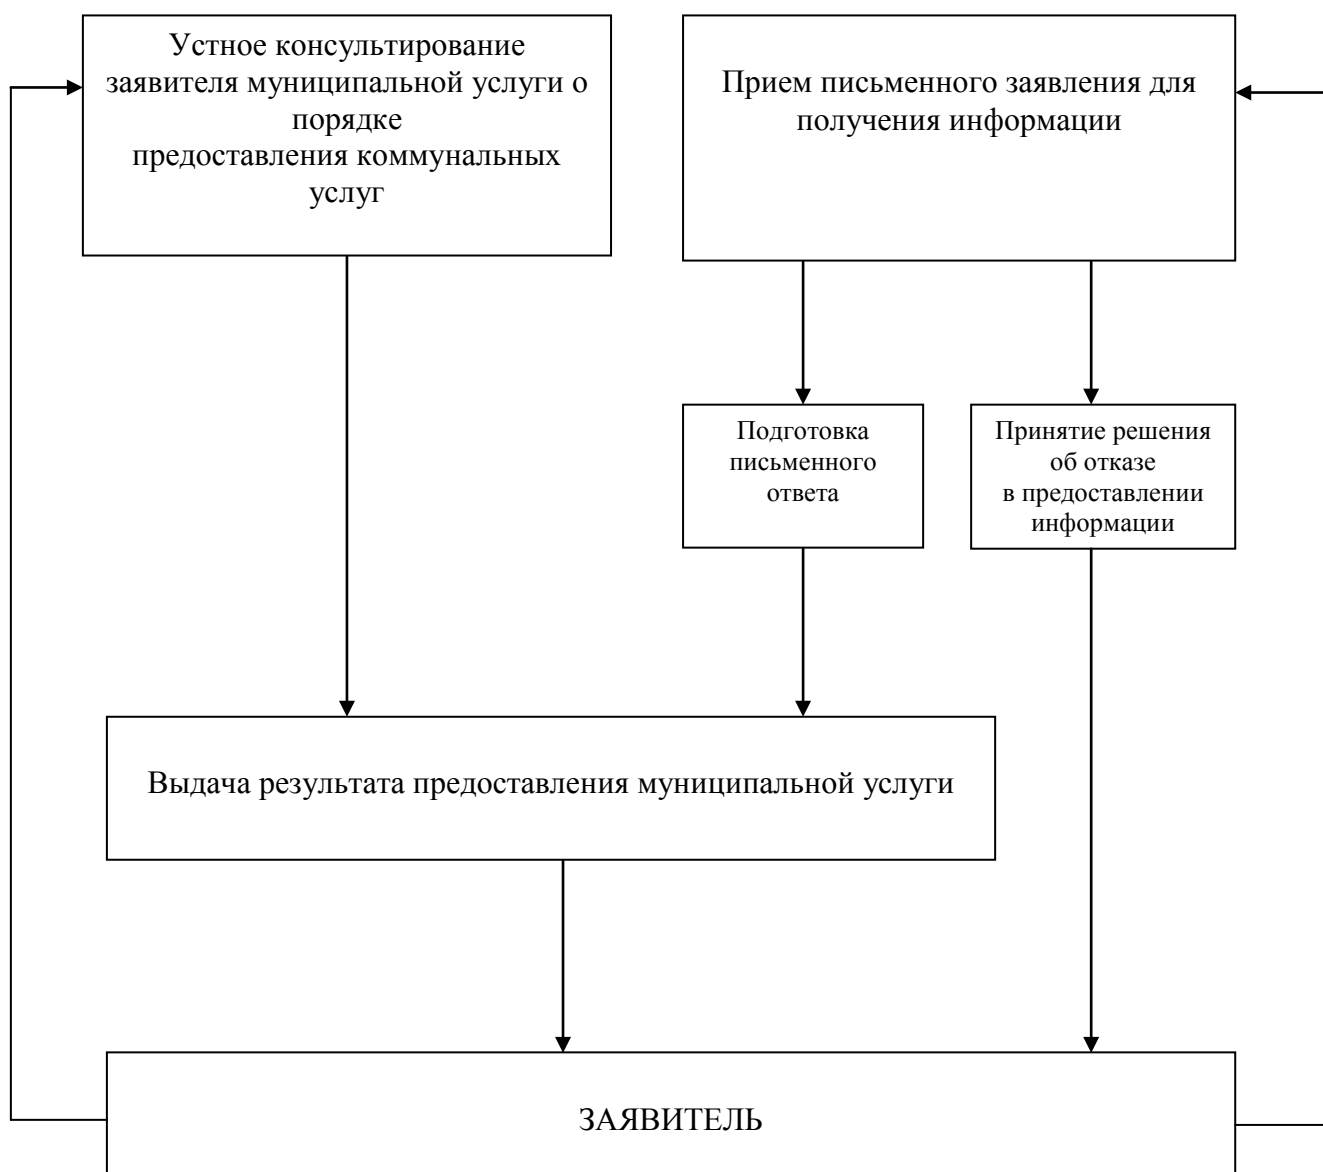 Устное консультирование
заявителя муниципальной услуги о
порядке
предоставления коммунальных
услуг
Прием письменного заявления для
получения информации
Подготовка
письменного
ответа
Принятие решения
об отказе
в предоставлении
информации
Выдача результата предоставления муниципальной услуги
ЗАЯВИТЕЛЬ